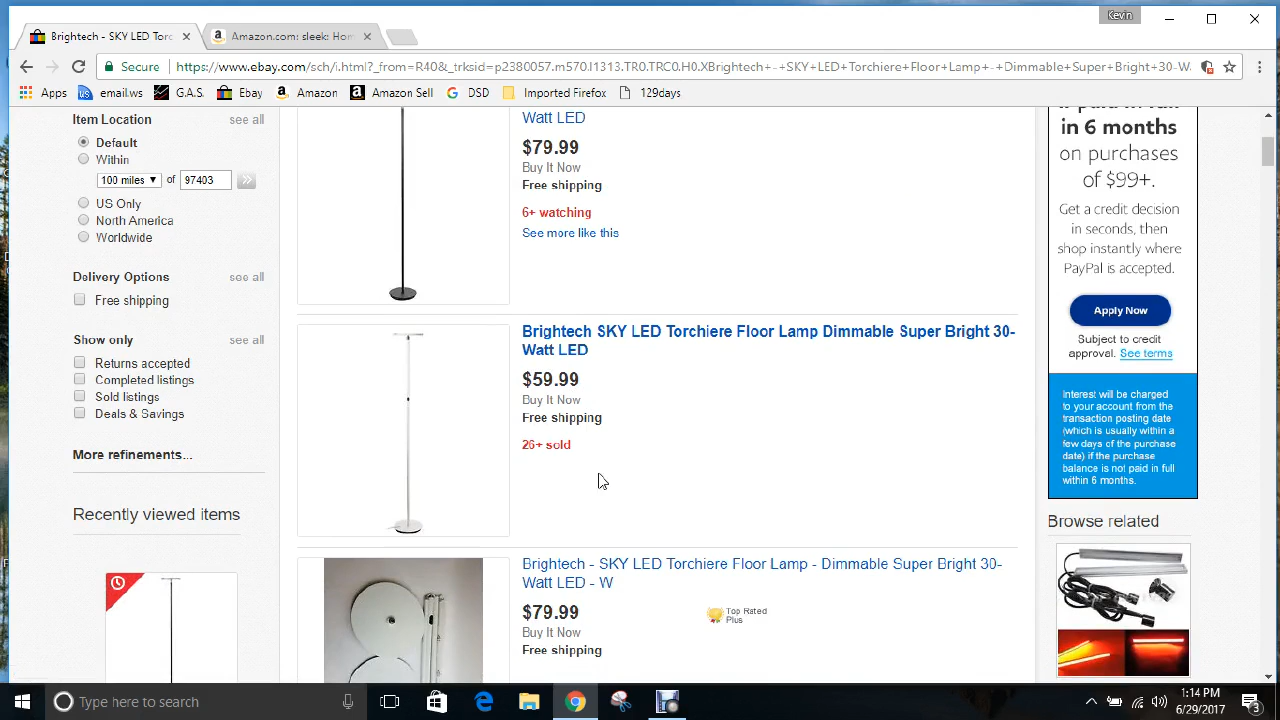 Kevin
Brightech - SKY LED Torc
Amazon.com: sleek: Hom
Secure
https://www.ebay.com/sch/i.html?_from=R40&_trksid=p2380057.m570.l1313.TR0.TRC0.H0.XBrightech+-+SKY+LED+Torchiere+Floor+Lamp+-+Dimmable+Super+Bright+30-W
Apps
email.ws
G.A.S.
Ebay
Amazon
Amazon Sell
DSD
Imported Firefox
129days
Item Location
see all
Default
Within
100 miles
of
97403
US Only
North America
Worldwide
Delivery Options
see all
Free shipping
Show only
see all
Returns accepted
Completed listings
Sold listings
Deals & Savings
More refinements...
Recently viewed items
Watt LED
$79.99
Buy It Now
Free shipping
6+ watching
See more like this
Brightech SKY LED Torchiere Floor Lamp Dimmable Super Bright 30-
Watt LED
$59.99
Buy It Now
Free shipping
26+ sold
Brightech - SKY LED Torchiere Floor Lamp - Dimmable Super Bright 30-
Watt LED - W
$79.99
Buy It Now
Free shipping
Top Rated
Plus
if paid in full
in 6 months
on purchases
of $99+.
Get a credit decision
in seconds, then
shop instantly where
PayPal is accepted.
Apply Now
Subject to credit
approval. See terms
Interest will be charged
to your account from the
transaction posting date
(which is usually within a
few days of the purchase
date) if the purchase
balance is not paid in full
within 6 months.
Browse related
Type here to search
1:14 PM
6/29/2017
3